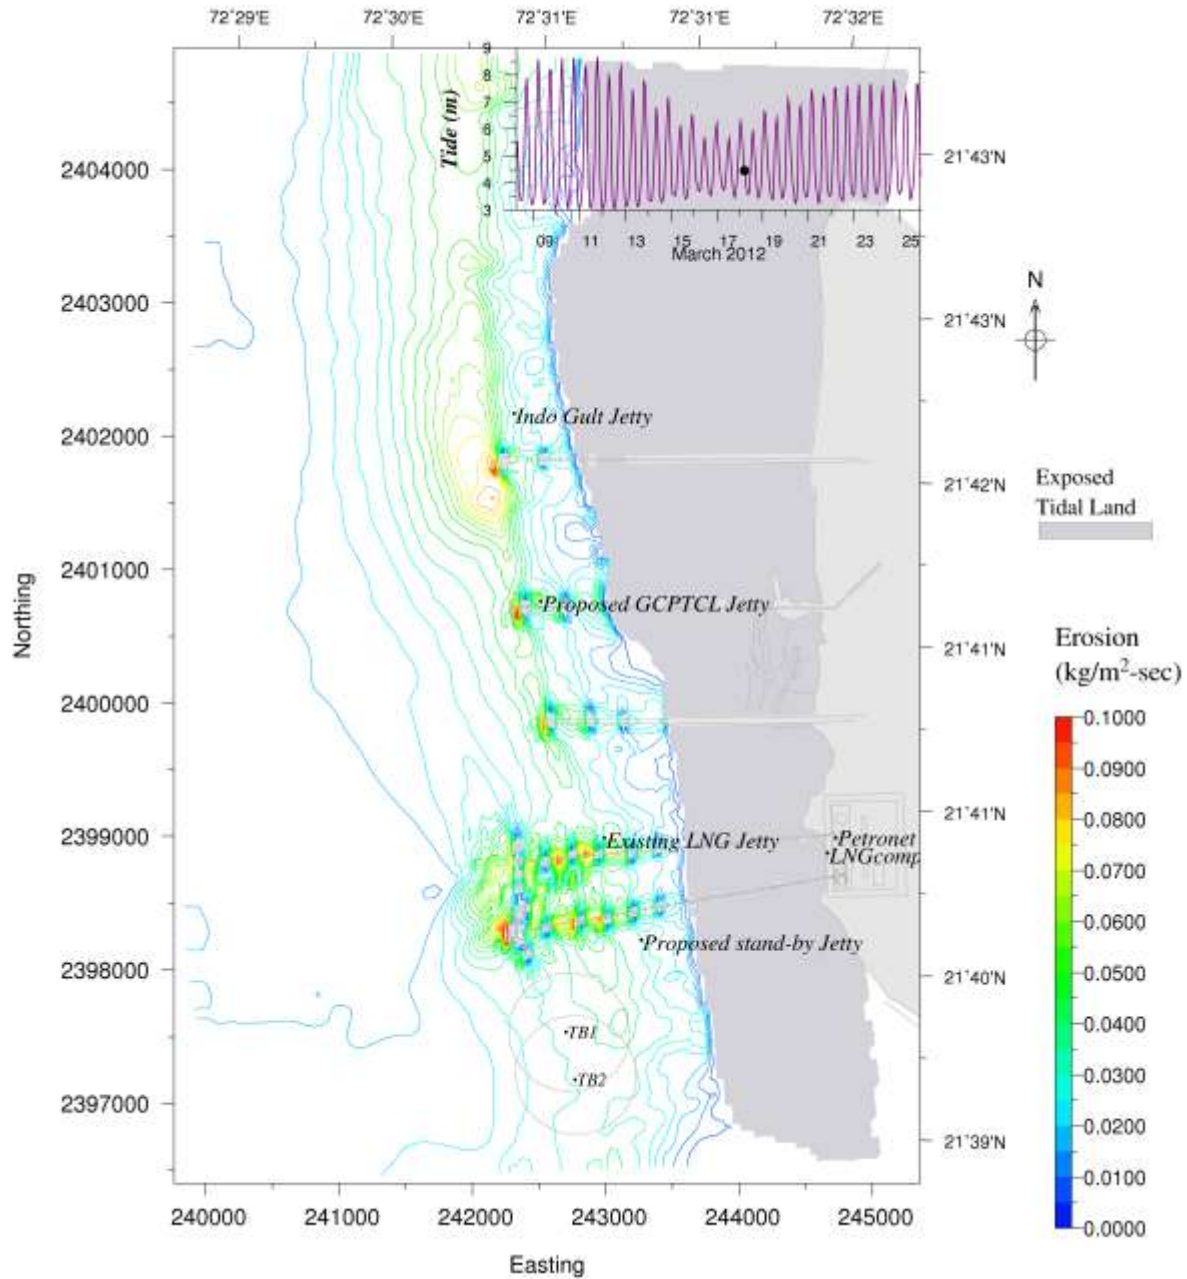 72°29'E 72°30'E 72°31'E 72°31'E 72°32'E
9
8
7
6
5
4
3
Tide (m)
09 11 13 15 17 19 21 23 25
March 2012
2404000
2403000
2402000
2401000
2400000
2399000
2398000
2397000
Northing
21°43'N
21°43'N
21°42'N
21°41'N
21°41'N
21°40'N
21°39'N
Indo Gult Jetty
Proposed GCPTCL Jetty
Existing LNG Jetty
Petronet
LNGcomp
Proposed stand-by Jetty
TB1
TB2
240000 241000 242000 243000 244000 245000
Easting
N
Exposed
Tidal Land
Erosion
(kg/m²-sec)
0.1000
0.0900
0.0800
0.0700
0.0600
0.0500
0.0400
0.0300
0.0200
0.0100
0.0000